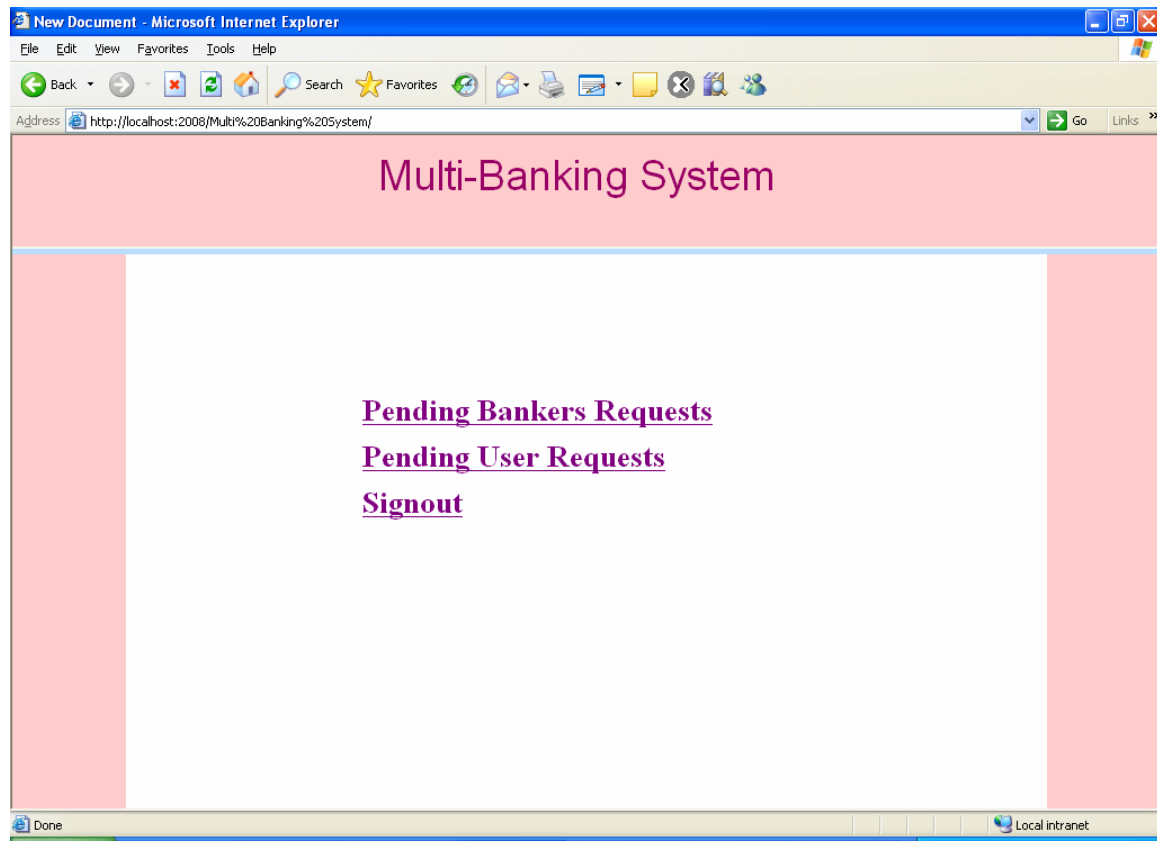 New Document - Microsoft Internet Explorer
File Edit View Favorites Tools Help
Back Search Favorites
Address http://localhost:2008/Multi%20Banking%20System/ Go Links »
Multi-Banking System
Pending Bankers Requests
Pending User Requests
Signout
Done Local intranet